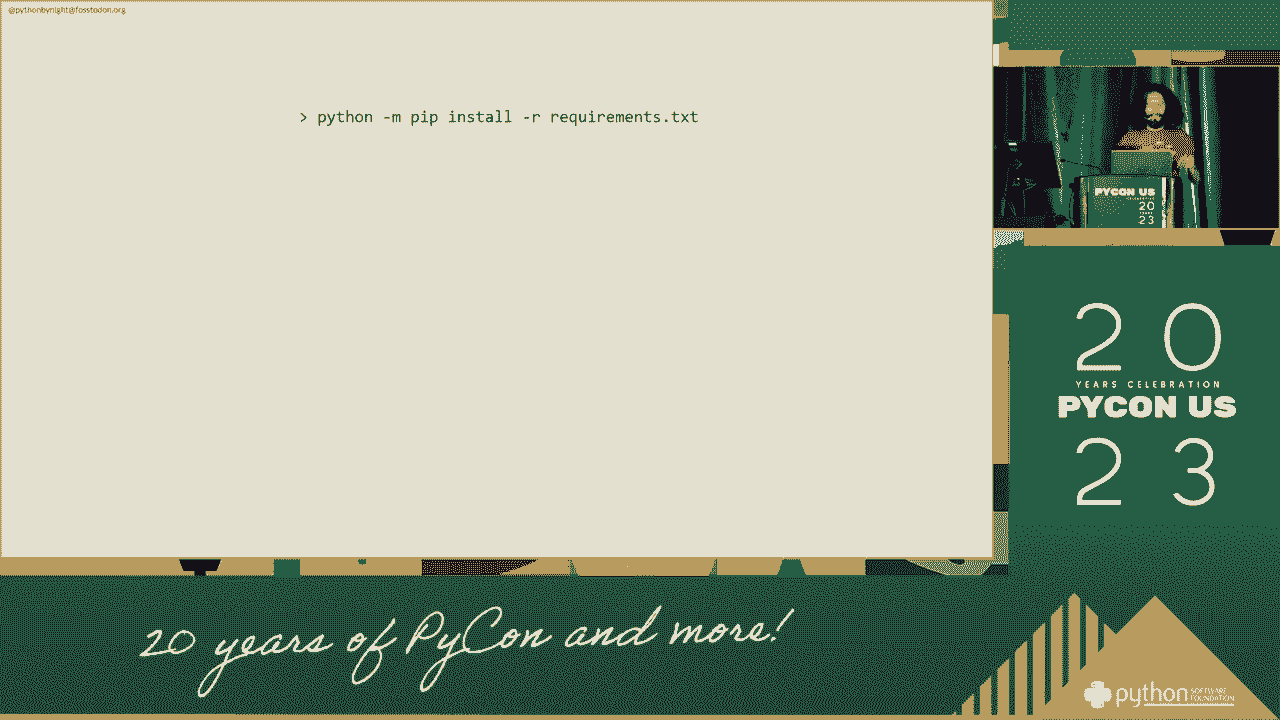 @pythonbynight@fosstodon.org
> python -m pip install -r requirements.txt
PYCON US
20
23
20
YEARS CELEBRATION
PYCON US
23
20 years of PyCon and more!
python SOFTWARE FOUNDATION